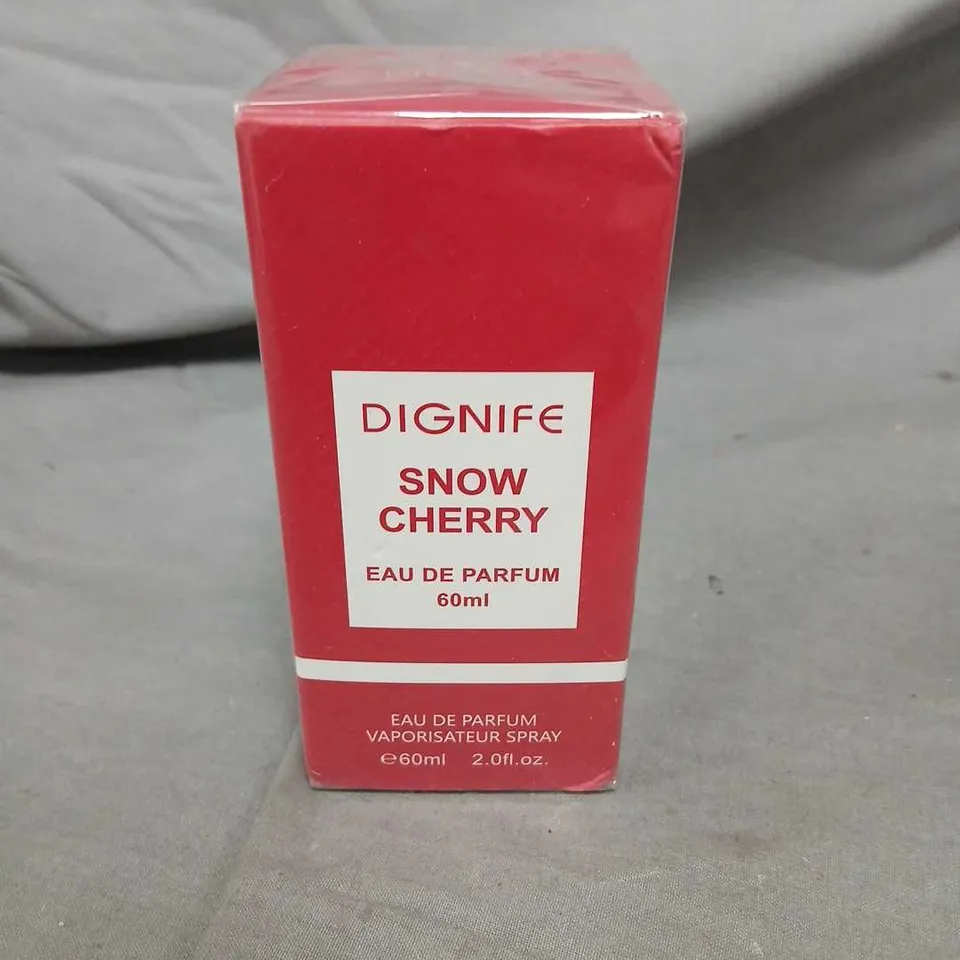 DIGNIFE
SNOW
CHERRY
EAU DE PARFUM
60ml
EAU DE PARFUM
VAPORISATEUR SPRAY
℮60ml 2.0fl.oz.